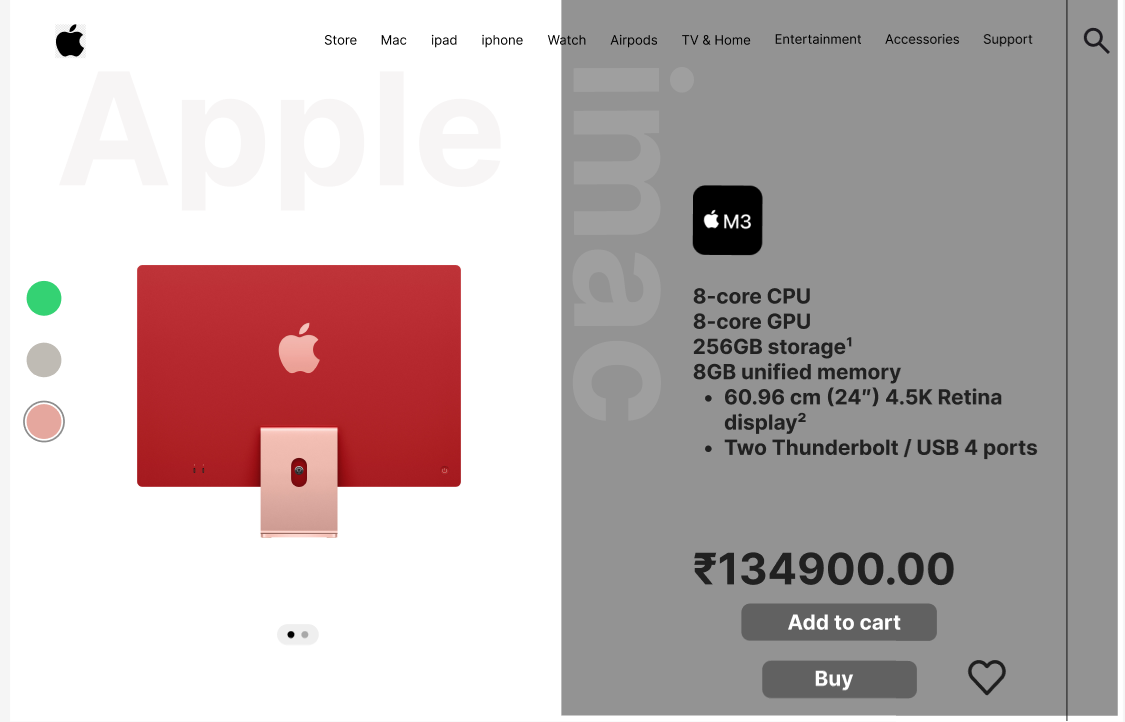 Store Mac ipad iphone Watch Airpods TV & Home Entertainment Accessories Support
Apple
imac
M3
8-core CPU
8-core GPU
256GB storage¹
8GB unified memory
• 60.96 cm (24″) 4.5K Retina
display²
• Two Thunderbolt / USB 4 ports
₹134900.00
Add to cart
Buy